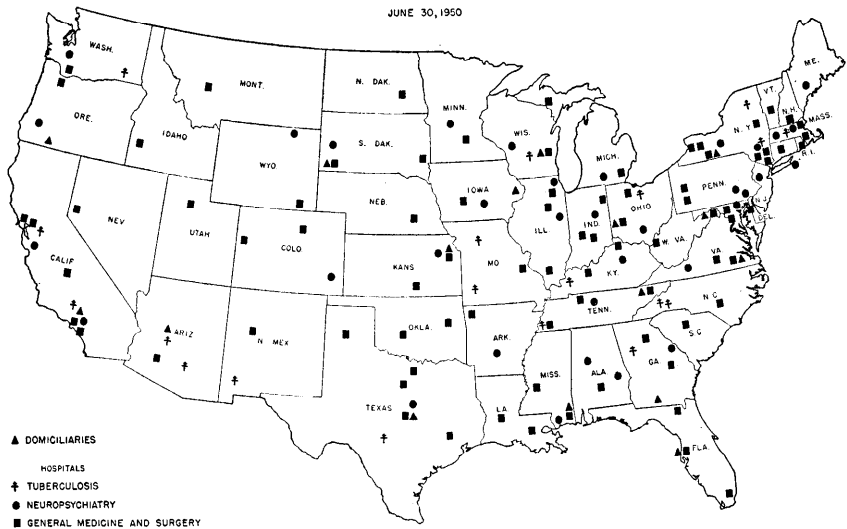 JUNE 30, 1950
WASH.
MONT.
N. DAK.
MINN.
ME.
VT.
N.H.
ORE.
IDAHO
S. DAK.
WIS.
MICH.
N. Y.
MASS.
WYO.
R.I.
IOWA
PENN.
NEV
NEB.
OHIO
N.J.
UTAH
ILL
IND.
DEL.
COLO
W. VA.
CALIF
KANS
MO
VA
KY.
ARIZ
N MEX
OKLA.
TENN.
N C
ARK.
S C
MISS.
ALA
GA
TEXAS
LA
FLA.
DOMICILIARIES
HOSPITALS
TUBERCULOSIS
NEUROPSYCHIATRY
GENERAL MEDICINE AND SURGERY